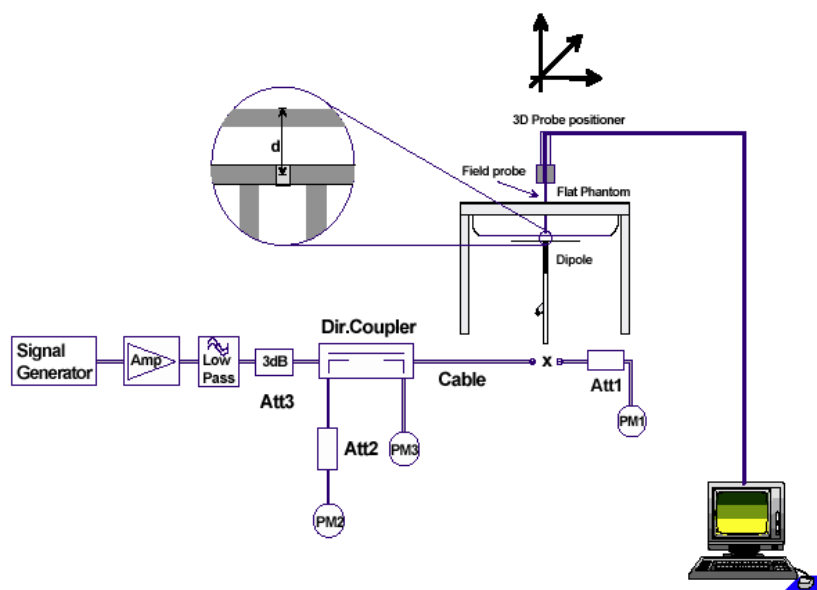 3D Probe positioner
d
Field probe
Flat Phantom
Dipole
Dir.Coupler
Signal
Generator
Amp
Low
Pass
3dB
Att3
Cable
x
Att1
PM1
Att2
PM3
PM2